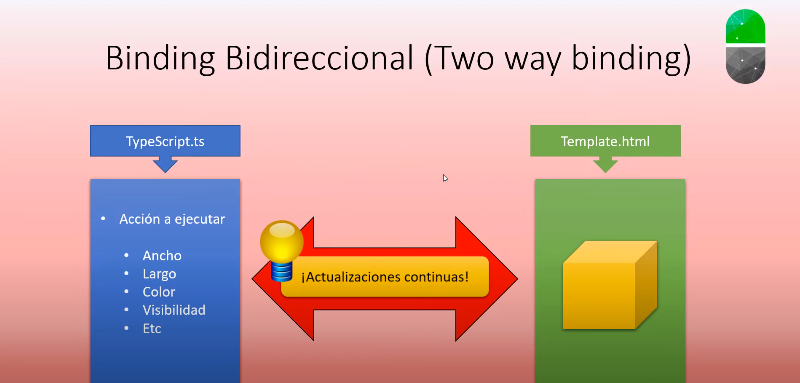 Binding Bidireccional (Two way binding)
TypeScript.ts
Template.html
• Acción a ejecutar
• Ancho
• Largo
• Color
• Visibilidad
• Etc
¡Actualizaciones continuas!